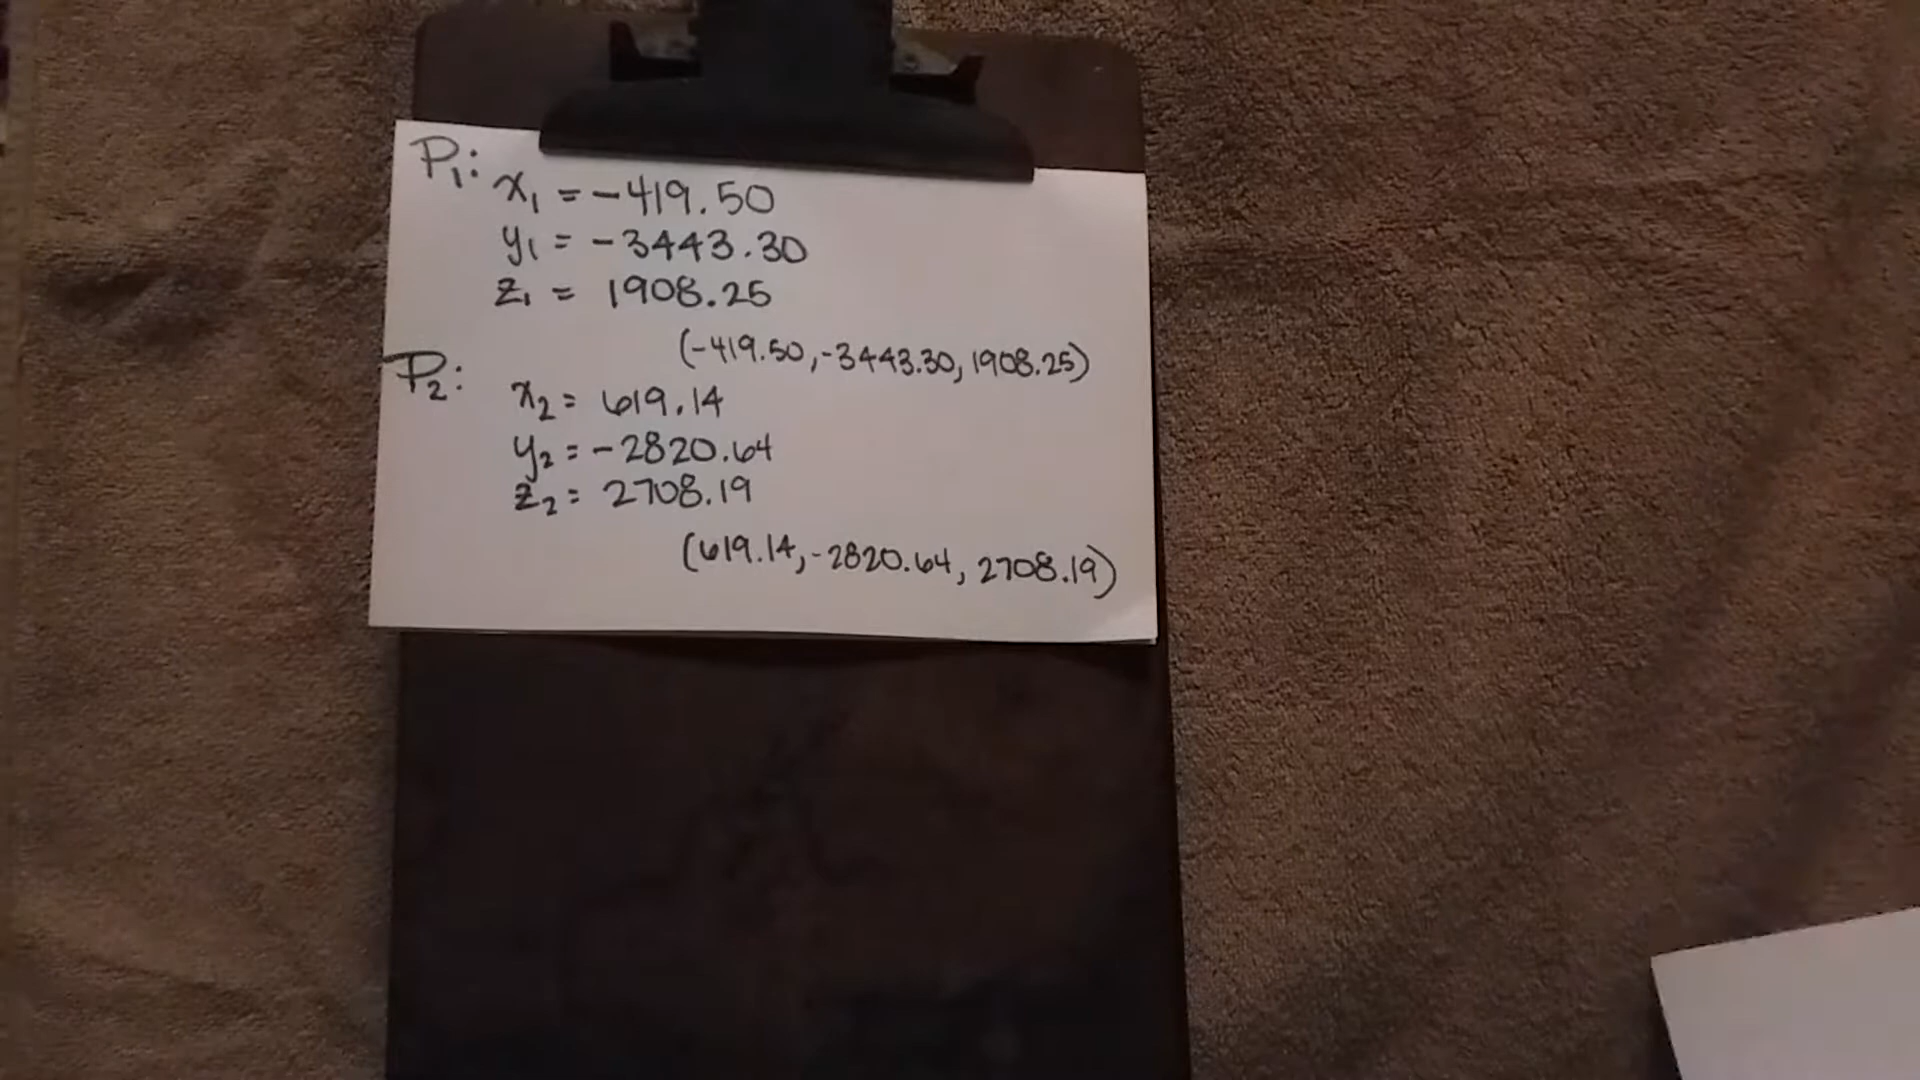 P₁:
x₁ = -419.50
y₁ = -3443.30
z₁ = 1908.25
(-419.50, -3443.30, 1908.25)
P₂:
x₂ = 619.14
y₂ = -2820.64
z₂ = 2708.19
(619.14, -2820.64, 2708.19)